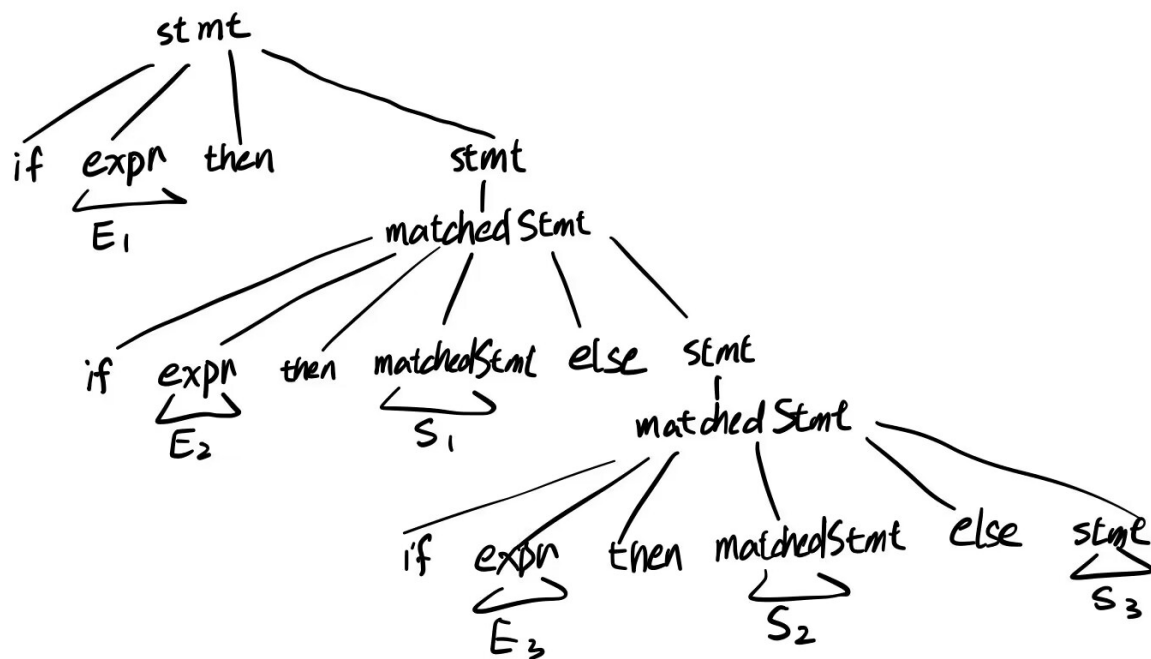 stmt
if expr then stmt
E1
matchedStmt
if expr then matchedStmt else stmt
E2 S1
matchedStmt
if expr then matchedStmt else stmt
E3 S2 S3